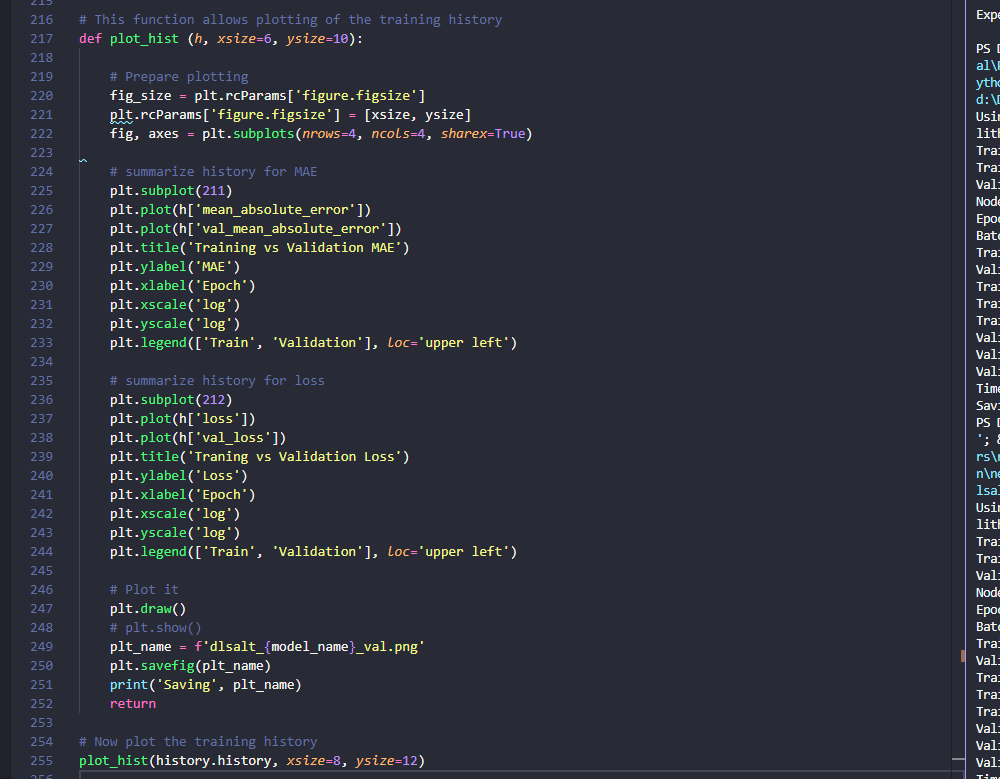 215
216 # This function allows plotting of the training history
217 def plot_hist (h, xsize=6, ysize=10):
218
219 # Prepare plotting
220 fig_size = plt.rcParams['figure.figsize']
221 plt.rcParams['figure.figsize'] = [xsize, ysize]
222 fig, axes = plt.subplots(nrows=4, ncols=4, sharex=True)
223
224 # summarize history for MAE
225 plt.subplot(211)
226 plt.plot(h['mean_absolute_error'])
227 plt.plot(h['val_mean_absolute_error'])
228 plt.title('Training vs Validation MAE')
229 plt.ylabel('MAE')
230 plt.xlabel('Epoch')
231 plt.xscale('log')
232 plt.yscale('log')
233 plt.legend(['Train', 'Validation'], loc='upper left')
234
235 # summarize history for loss
236 plt.subplot(212)
237 plt.plot(h['loss'])
238 plt.plot(h['val_loss'])
239 plt.title('Traning vs Validation Loss')
240 plt.ylabel('Loss')
241 plt.xlabel('Epoch')
242 plt.xscale('log')
243 plt.yscale('log')
244 plt.legend(['Train', 'Validation'], loc='upper left')
245
246 # Plot it
247 plt.draw()
248 # plt.show()
249 plt_name = f'dlsalt_{model_name}_val.png'
250 plt.savefig(plt_name)
251 print('Saving', plt_name)
252 return
253
254 # Now plot the training history
255 plot_hist(history.history, xsize=8, ysize=12)
256
Expe
PS D
al\
ytho
d:\
Usin
lith
Trai
Trai
Vali
Node
Epoc
Batc
Trai
Vali
Trai
Trai
Trai
Vali
Vali
Vali
Time
Savi
PS D
'; &
rs\
n\ne
lsal
Usin
lith
Trai
Trai
Vali
Node
Epoc
Batc
Trai
Vali
Trai
Trai
Trai
Vali
Vali
Vali